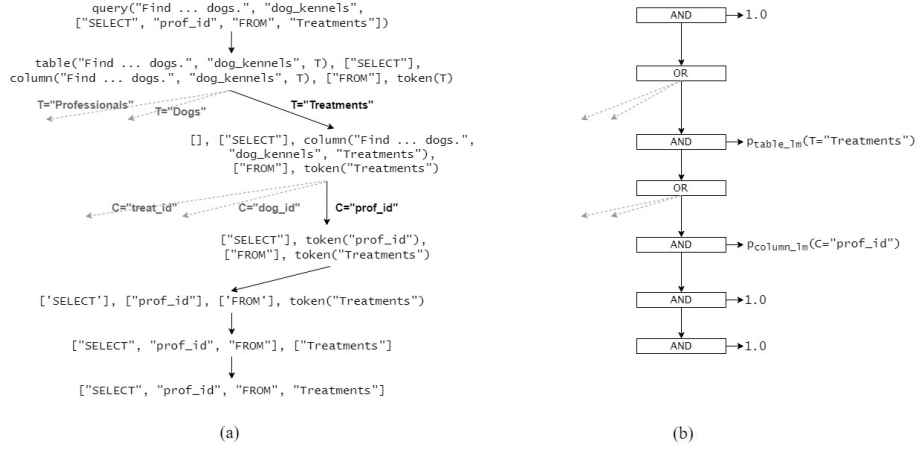 query("Find ... dogs.", "dog_kennels",
["SELECT", "prof_id", "FROM", "Treatments"])
table("Find ... dogs.", "dog_kennels", T), ["SELECT"],
column("Find ... dogs.", "dog_kennels", T), ["FROM"], token(T)
T="Professionals"
T="Dogs"
T="Treatments"
[], ["SELECT"], column("Find ... dogs.",
"dog_kennels", "Treatments"),
["FROM"], token("Treatments")
C="treat_id"
C="dog_id"
C="prof_id"
["SELECT"], token("prof_id"),
["FROM"], token("Treatments")
['SELECT'], ["prof_id"], ['FROM'], token("Treatments")
["SELECT", "prof_id", "FROM"], ["Treatments"]
["SELECT", "prof_id", "FROM", "Treatments"]
(a)
AND 1.0
OR
AND ptable_lm(T="Treatments")
OR
AND pcolumn_lm(C="prof_id")
AND 1.0
AND 1.0
(b)